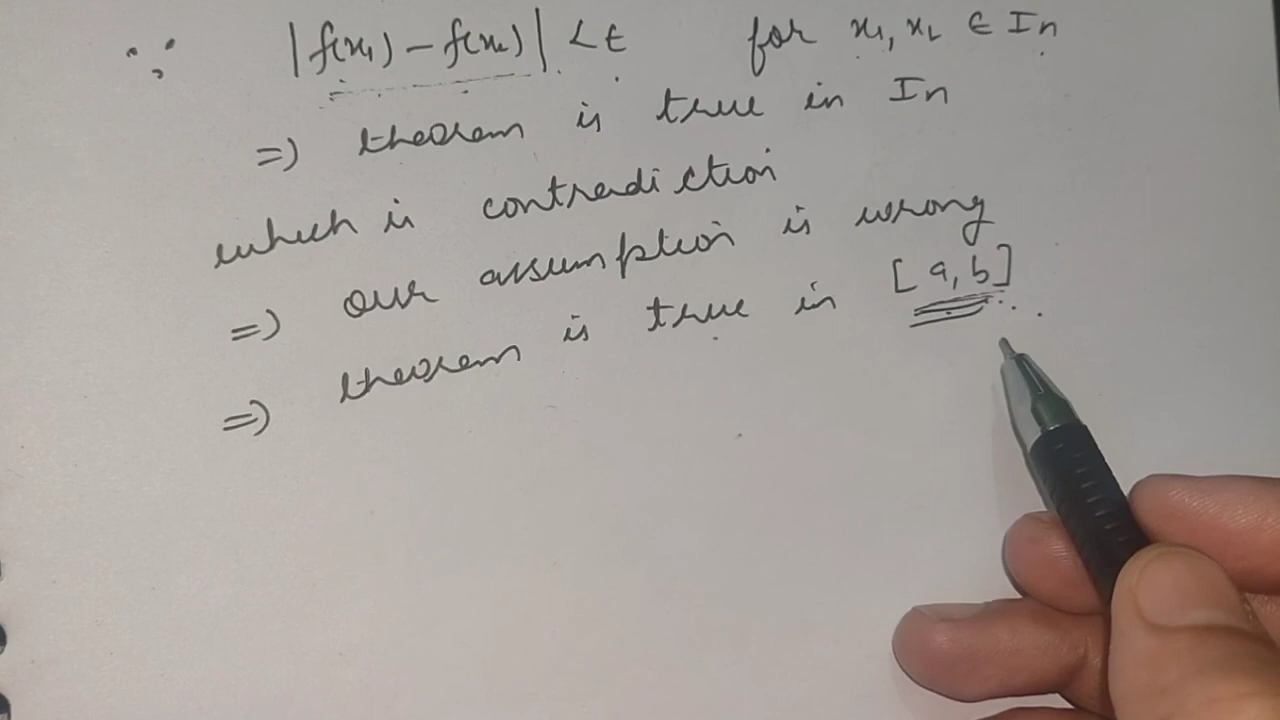 ∵ |f(x₁) - f(x₂)| < ε for x₁, x₂ ∈ In
=> theorem is true in In
which is contradiction
=> our assumption is wrong
=> theorem is true in [a, b]